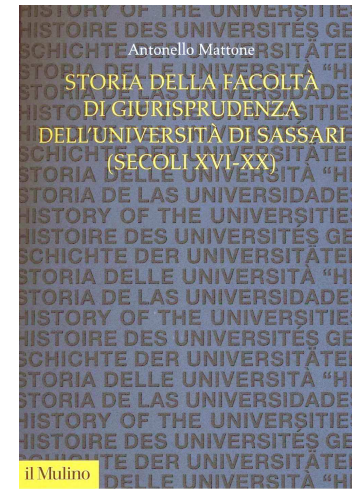 Antonello Mattone
STORIA DELLA FACOLTÀ
DI GIURISPRUDENZA
DELL'UNIVERSITÀ DI SASSARI
(SECOLI XVI-XX)
STORIA DE LAS UNIVERSIDADE
HISTORY OF THE UNIVERSITIE
HISTOIRE DES UNIVERSITÉS GE
SCHICHTE DER UNIVERSITÄTE
STORIA DELLE UNIVERSITÀ "HI
STORIA DE LAS UNIVERSIDADE
HISTORY OF THE UNIVERSITIE
HISTOIRE DES UNIVERSITÉS GE
SCHICHTE DER UNIVERSITÄTE
STORIA DELLE UNIVERSITÀ "HI
STORIA DE LAS UNIVERSIDADE
HISTORY OF THE UNIVERSITIE
HISTOIRE DES UNIVERSITÉS GE
SCHICHTE DER UNIVERSITÄTE
il Mulino